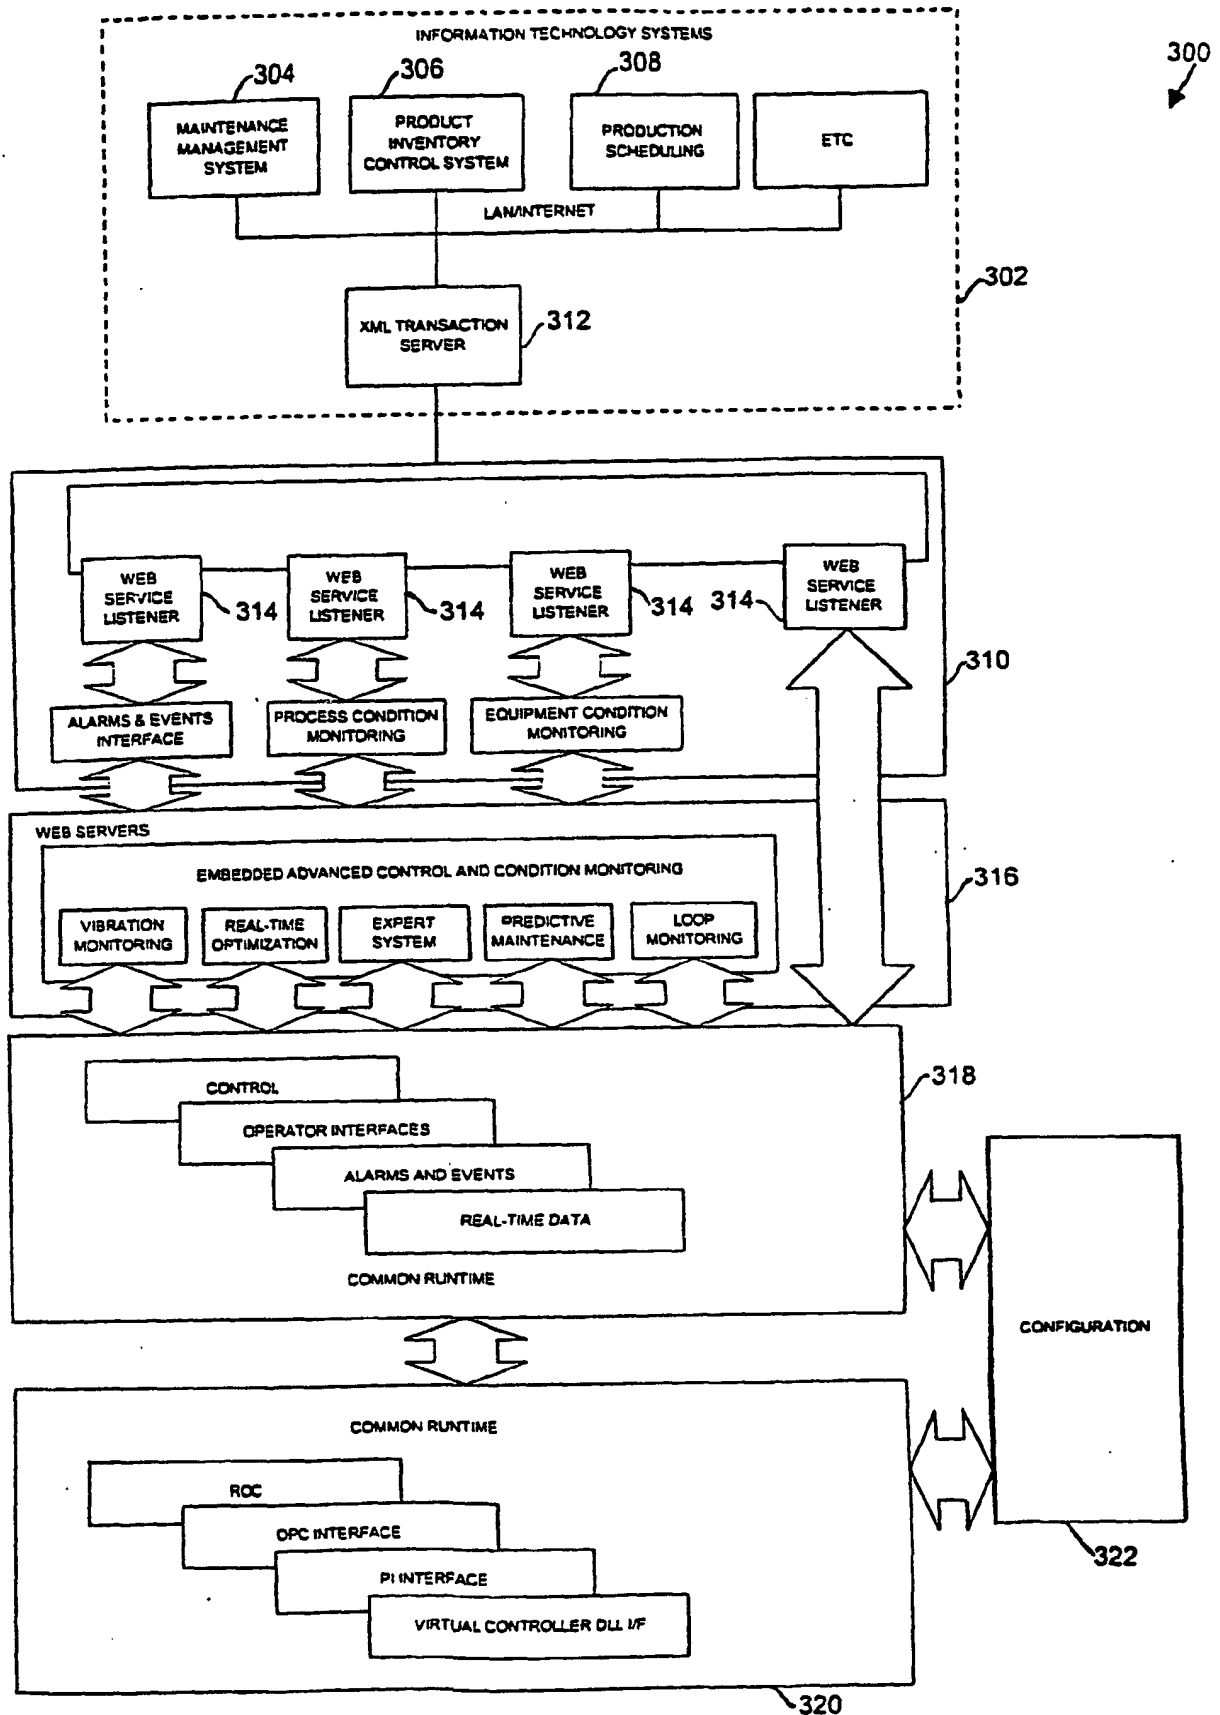 INFORMATION TECHNOLOGY SYSTEMS
300
304
306
308
MAINTENANCE
MANAGEMENT
SYSTEM
PRODUCT
INVENTORY
CONTROL SYSTEM
PRODUCTION
SCHEDULING
ETC
LAN/INTERNET
302
XML TRANSACTION
SERVER
312
WEB
SERVICE
LISTENER
314
WEB
SERVICE
LISTENER
314
WEB
SERVICE
LISTENER
314
314
WEB
SERVICE
LISTENER
310
ALARMS & EVENTS
INTERFACE
PROCESS CONDITION
MONITORING
EQUIPMENT CONDITION
MONITORING
WEB SERVERS
EMBEDDED ADVANCED CONTROL AND CONDITION MONITORING
316
VIBRATION
MONITORING
REAL-TIME
OPTIMIZATION
EXPERT
SYSTEM
PREDICTIVE
MAINTENANCE
LOOP
MONITORING
318
CONTROL
OPERATOR INTERFACES
ALARMS AND EVENTS
REAL-TIME DATA
COMMON RUNTIME
CONFIGURATION
322
COMMON RUNTIME
ROC
OPC INTERFACE
PI INTERFACE
VIRTUAL CONTROLLER DLL I/F
320